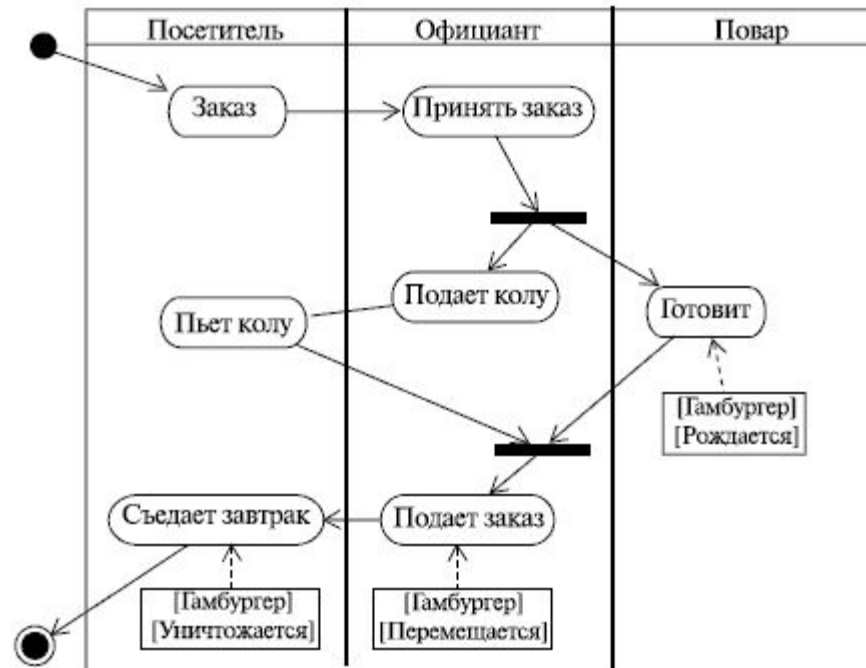 Посетитель
Официант
Повар
Заказ
Принять заказ
Подает колу
Пьет колу
Готовит
[Гамбургер]
[Рождается]
Съедает завтрак
Подает заказ
[Гамбургер]
[Уничтожается]
[Гамбургер]
[Перемещается]